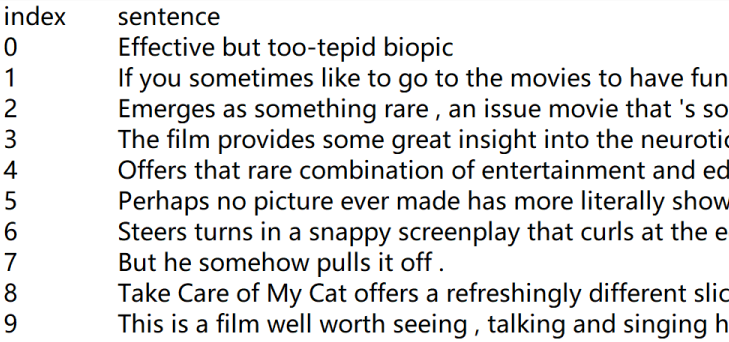 index sentence
0 Effective but too-tepid biopic
1 If you sometimes like to go to the movies to have fun
2 Emerges as something rare , an issue movie that 's so
3 The film provides some great insight into the neurotic
4 Offers that rare combination of entertainment and ed
5 Perhaps no picture ever made has more literally show
6 Steers turns in a snappy screenplay that curls at the e
7 But he somehow pulls it off .
8 Take Care of My Cat offers a refreshingly different slic
9 This is a film well worth seeing , talking and singing h